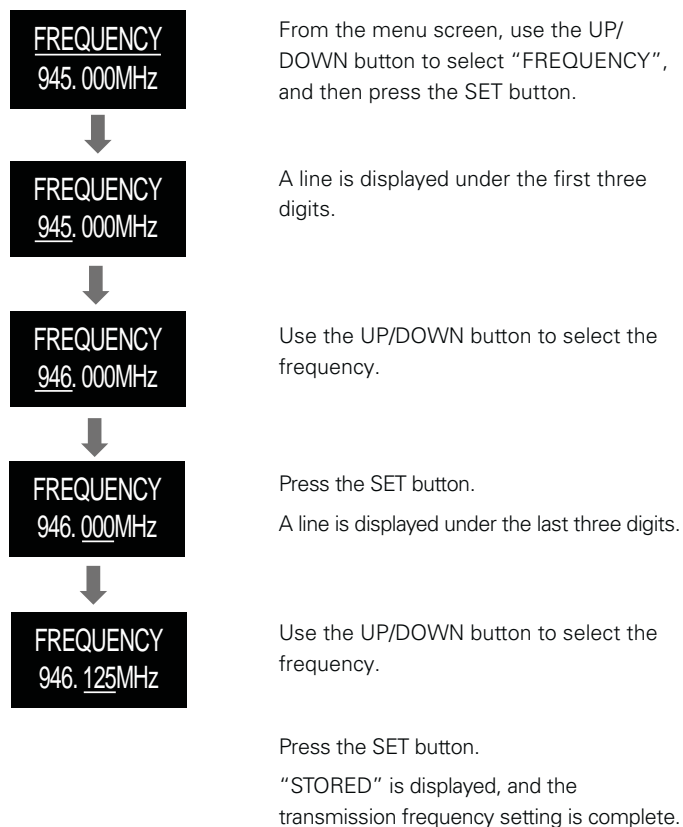 FREQUENCY
945. 000MHz
From the menu screen, use the UP/
DOWN button to select “FREQUENCY”,
and then press the SET button.
FREQUENCY
945. 000MHz
A line is displayed under the first three
digits.
FREQUENCY
946. 000MHz
Use the UP/DOWN button to select the
frequency.
FREQUENCY
946. 000MHz
Press the SET button.
A line is displayed under the last three digits.
FREQUENCY
946. 125MHz
Use the UP/DOWN button to select the
frequency.
Press the SET button.
“STORED” is displayed, and the
transmission frequency setting is complete.